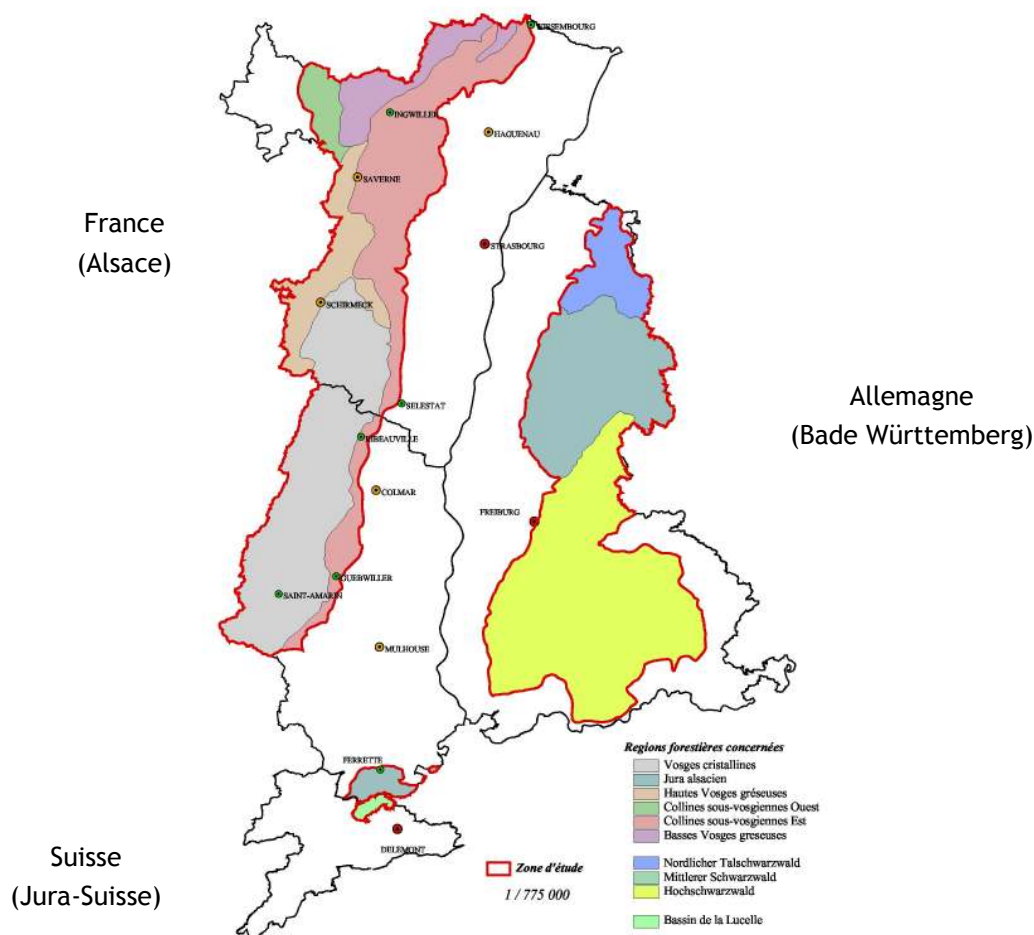 WISSEMBOURG
INGWILLER
HAGUENAU
SAVERNE
France
(Alsace)
STRASBOURG
SCHIRMECK
SELESTAT
Allemagne
(Bade Württemberg)
RIBEAUVILLE
COLMAR
FREIBURG
GUEBWILLER
SAINT-AMARIN
MULHOUSE
FERRETTE
DELEMONT
Suisse
(Jura-Suisse)
Zone d'étude
1 / 775 000
Regions forestières concernées
Vosges cristallines
Jura alsacien
Hautes Vosges gréseuses
Collines sous-vosgiennes Ouest
Collines sous-vosgiennes Est
Basses Vosges greseuses
Nordlicher Talschwarzwald
Mittlerer Schwarzwald
Hochschwarzwald
Bassin de la Lucelle